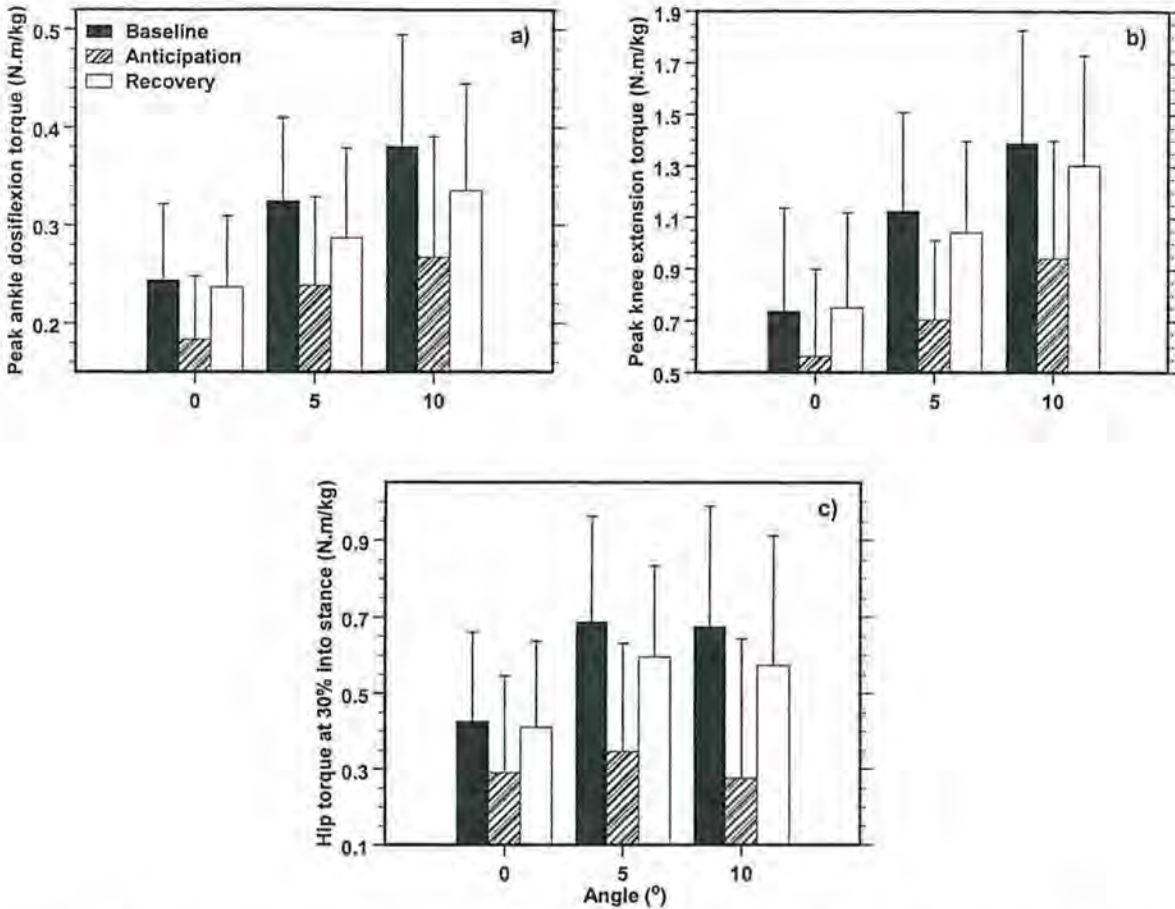 Peak ankle dosiflexion torque (N.m/kg)
0.5
0.4
0.3
0.2
Baseline
Anticipation
Recovery
a)
0
5
10
Peak knee extension torque (N.m/kg)
1.9
1.7
1.5
1.3
1.1
0.9
0.7
0.5
b)
0
5
10
Hip torque at 30% into stance (N.m/kg)
0.9
0.7
0.5
0.3
0.1
c)
0
5
10
Angle (º)